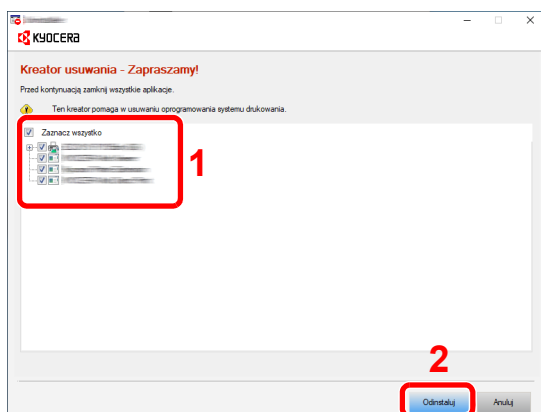 KYOCERA
Kreator usuwania - Zapraszamy!
Przed kontynuacją zamknij wszystkie aplikacje.
Ten kreator pomaga w usuwaniu oprogramowania systemu drukowania.
Zaznacz wszystko
1
2
Odinstaluj Anuluj